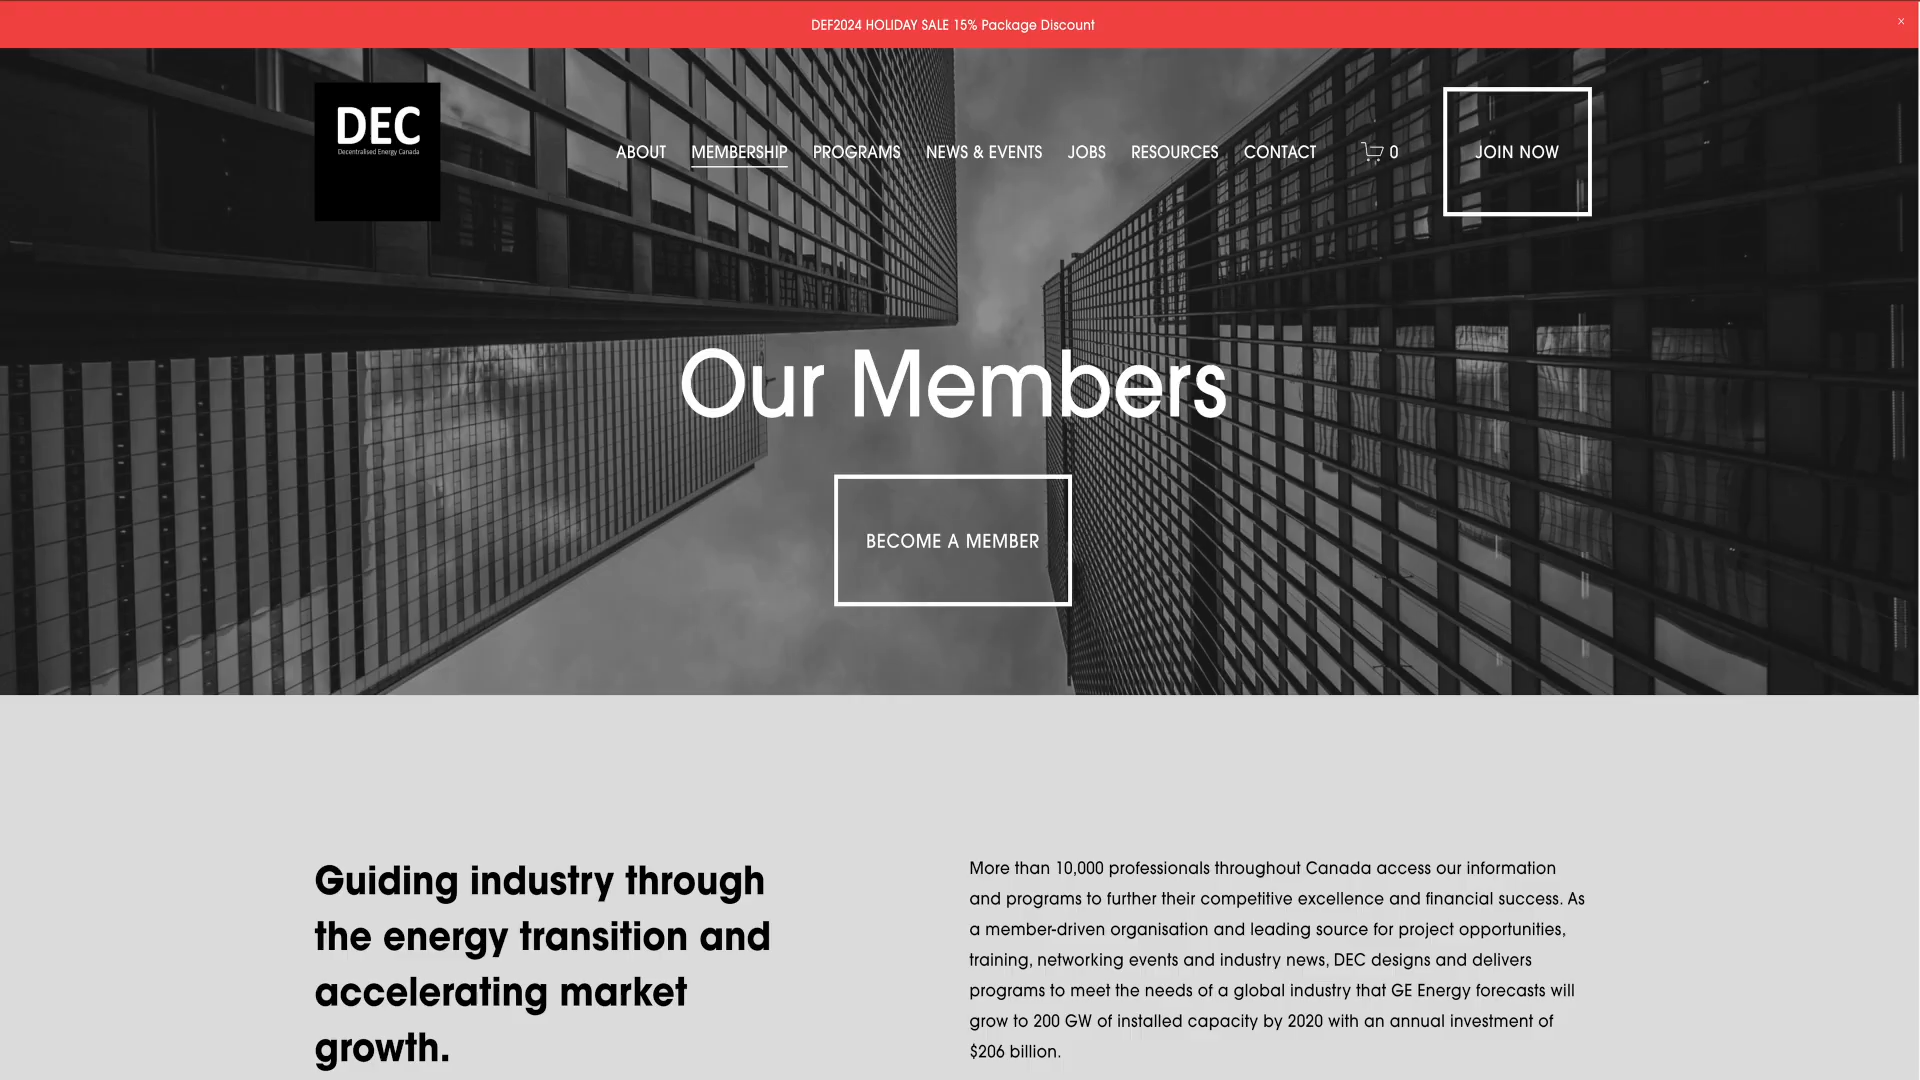 DEF2024 HOLIDAY SALE 15% Package Discount
×
DEC
Decentralised Energy Canada
ABOUT MEMBERSHIP PROGRAMS NEWS & EVENTS JOBS RESOURCES CONTACT 0 JOIN NOW
Our Members
BECOME A MEMBER
Guiding industry through
the energy transition and
accelerating market
growth.
More than 10,000 professionals throughout Canada access our information
and programs to further their competitive excellence and financial success. As
a member-driven organisation and leading source for project opportunities,
training, networking events and industry news, DEC designs and delivers
programs to meet the needs of a global industry that GE Energy forecasts will
grow to 200 GW of installed capacity by 2020 with an annual investment of
$206 billion.